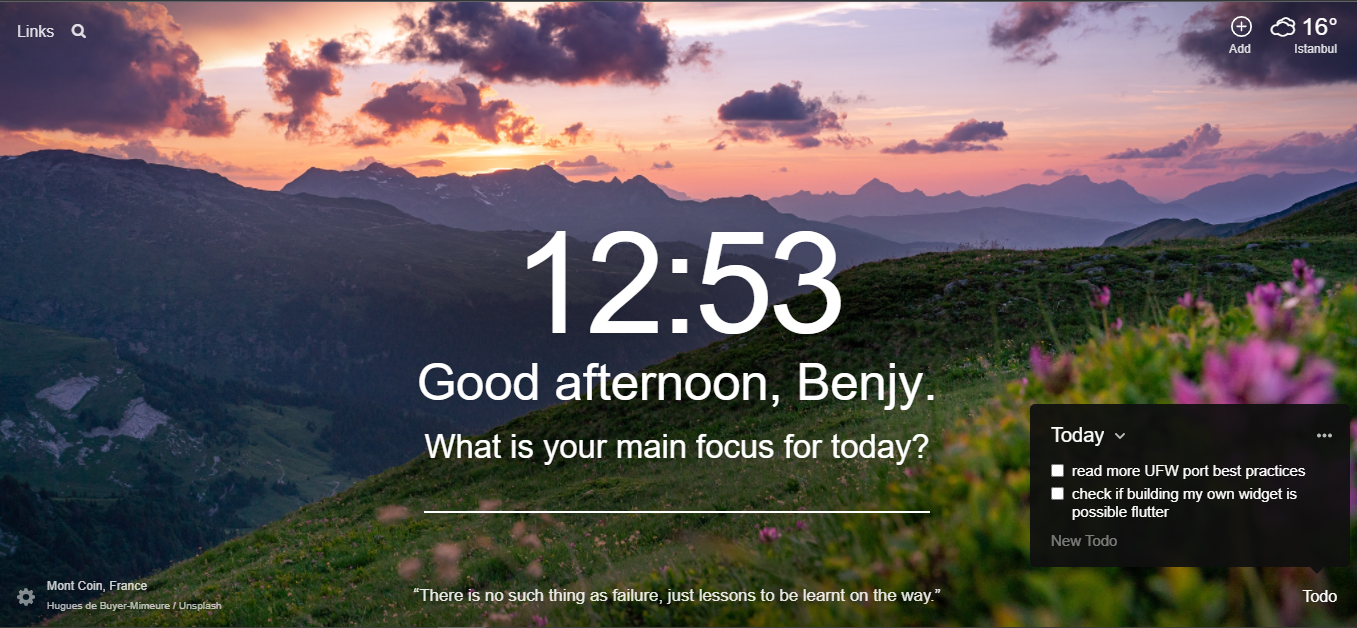 Links
Add
16°
Istanbul
12:53
Good afternoon, Benjy.
What is your main focus for today?
Today
read more UFW port best practices
check if building my own widget is
possible flutter
New Todo
Mont Coin, France
Hugues de Buyer-Mimeure / Unsplash
“There is no such thing as failure, just lessons to be learnt on the way.”
Todo